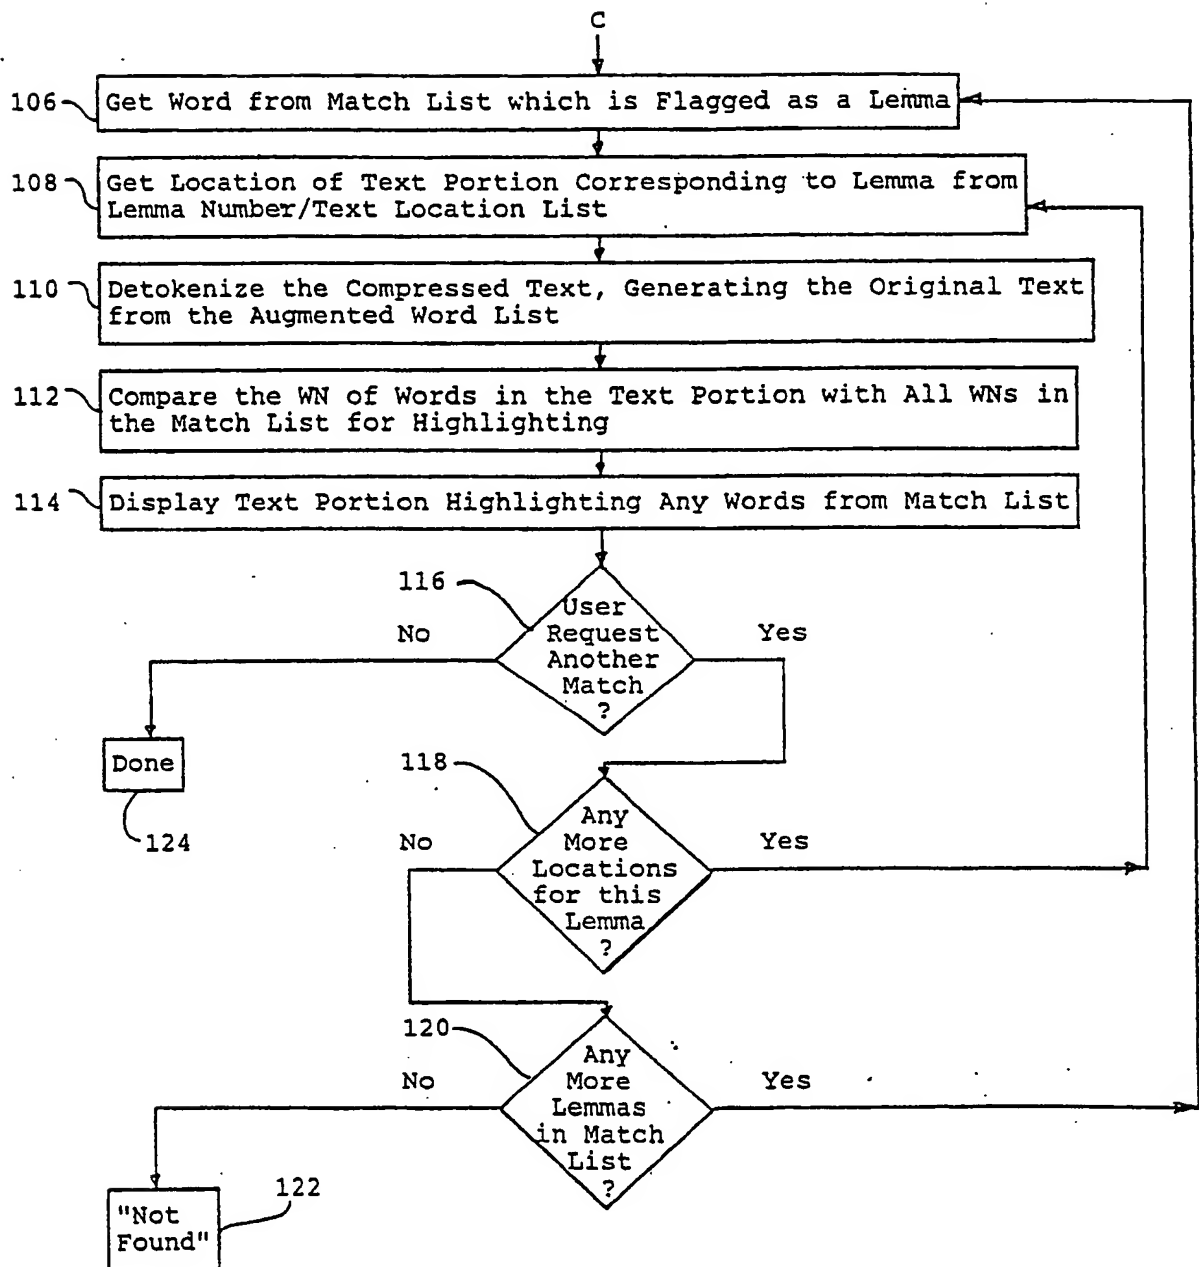 C
106
Get Word from Match List which is Flagged as a Lemma
108
Get Location of Text Portion Corresponding to Lemma from
Lemma Number/Text Location List
110
Detokenize the Compressed Text, Generating the Original Text
from the Augmented Word List
112
Compare the WN of Words in the Text Portion with All WNs in
the Match List for Highlighting
114
Display Text Portion Highlighting Any Words from Match List
116
User
Request
Another
Match
?
No
Yes
Done
124
118
Any
More
Locations
for this
Lemma
?
No
Yes
120
Any
More
Lemmas
in Match
List
?
No
Yes
"Not
Found"
122